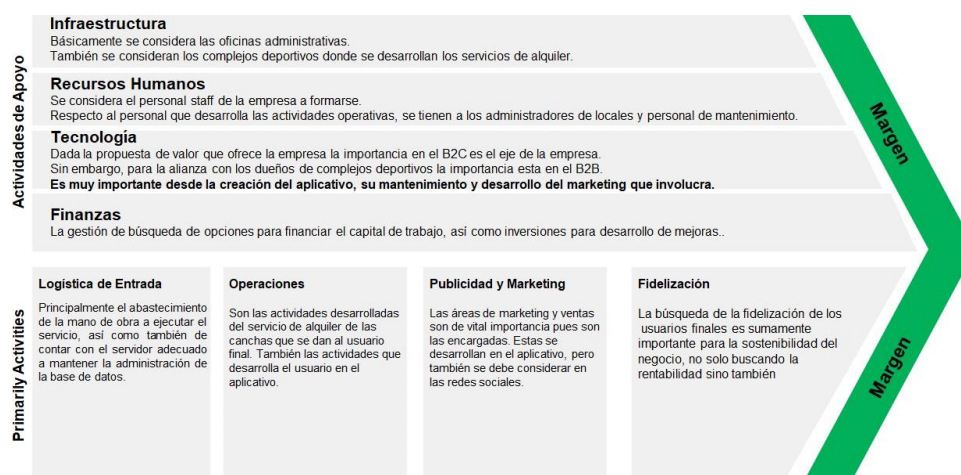 Actividades de Apoyo
Infraestructura
Básicamente se considera las oficinas administrativas.
También se consideran los complejos deportivos donde se desarrollan los servicios de alquiler.
Recursos Humanos
Se considera el personal staff de la empresa a formarse.
Respecto al personal que desarrolla las actividades operativas, se tienen a los administradores de locales y personal de mantenimiento.
Tecnología
Dada la propuesta de valor que ofrece la empresa la importancia en el B2C es el eje de la empresa.
Sin embargo, para la alianza con los dueños de complejos deportivos la importancia esta en el B2B.
Es muy importante desde la creación del aplicativo, su mantenimiento y desarrollo del marketing que involucra.
Finanzas
La gestión de búsqueda de opciones para financiar el capital de trabajo, así como inversiones para desarrollo de mejoras..
Margen
Primarily Activities
Logística de Entrada
Principalmente el abastecimiento
de la mano de obra a ejecutar el
servicio, así como también de
contar con el servidor adecuado
a mantener la administración de
la base de datos.
Operaciones
Son las actividades desarrolladas
del servicio de alquiler de las
canchas que se dan al usuario
final. También las actividades que
desarrolla el usuario en el
aplicativo.
Publicidad y Marketing
Las áreas de marketing y ventas
son de vital importancia pues son
las encargadas. Estas se
desarrollan en el aplicativo, pero
también se debe considerar en
las redes sociales.
Fidelización
La búsqueda de la fidelización de los
usuarios finales es sumamente
importante para la sostenibilidad del
negocio, no solo buscando la
rentabilidad sino también
Margen